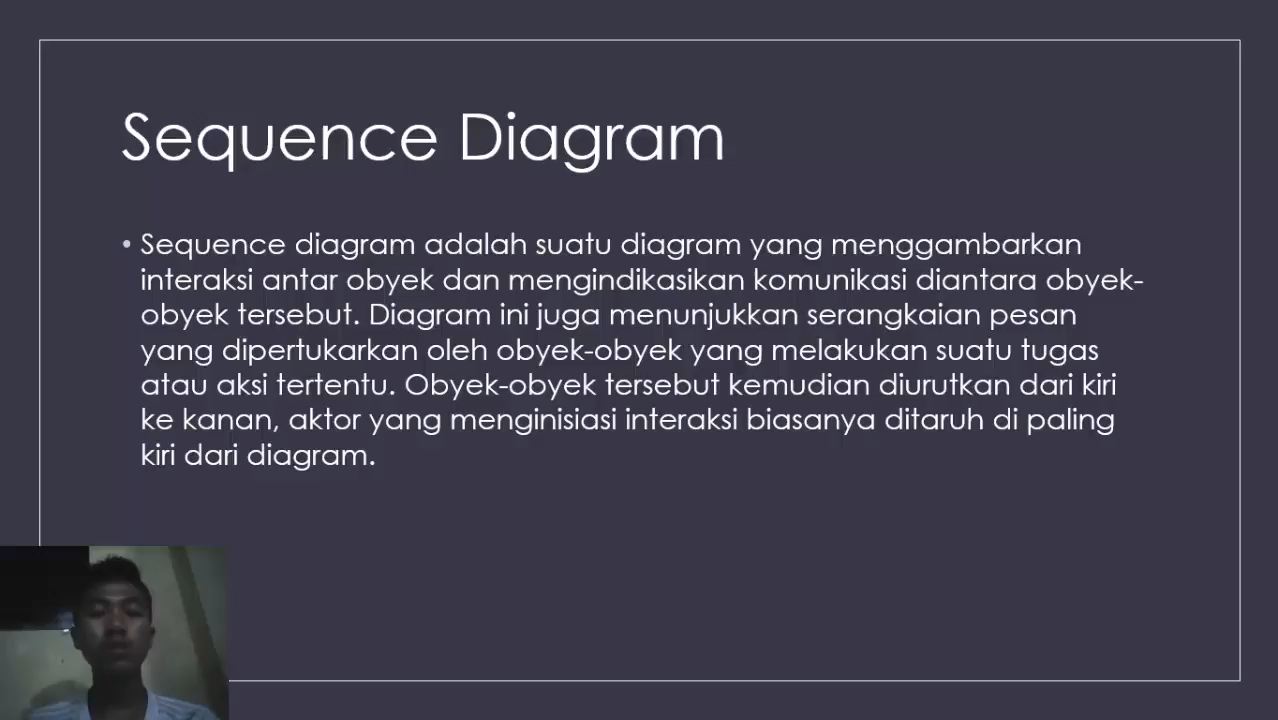 Sequence Diagram
• Sequence diagram adalah suatu diagram yang menggambarkan
interaksi antar obyek dan mengindikasikan komunikasi diantara obyek-
obyek tersebut. Diagram ini juga menunjukkan serangkaian pesan
yang dipertukarkan oleh obyek-obyek yang melakukan suatu tugas
atau aksi tertentu. Obyek-obyek tersebut kemudian diurutkan dari kiri
ke kanan, aktor yang menginisiasi interaksi biasanya ditaruh di paling
kiri dari diagram.